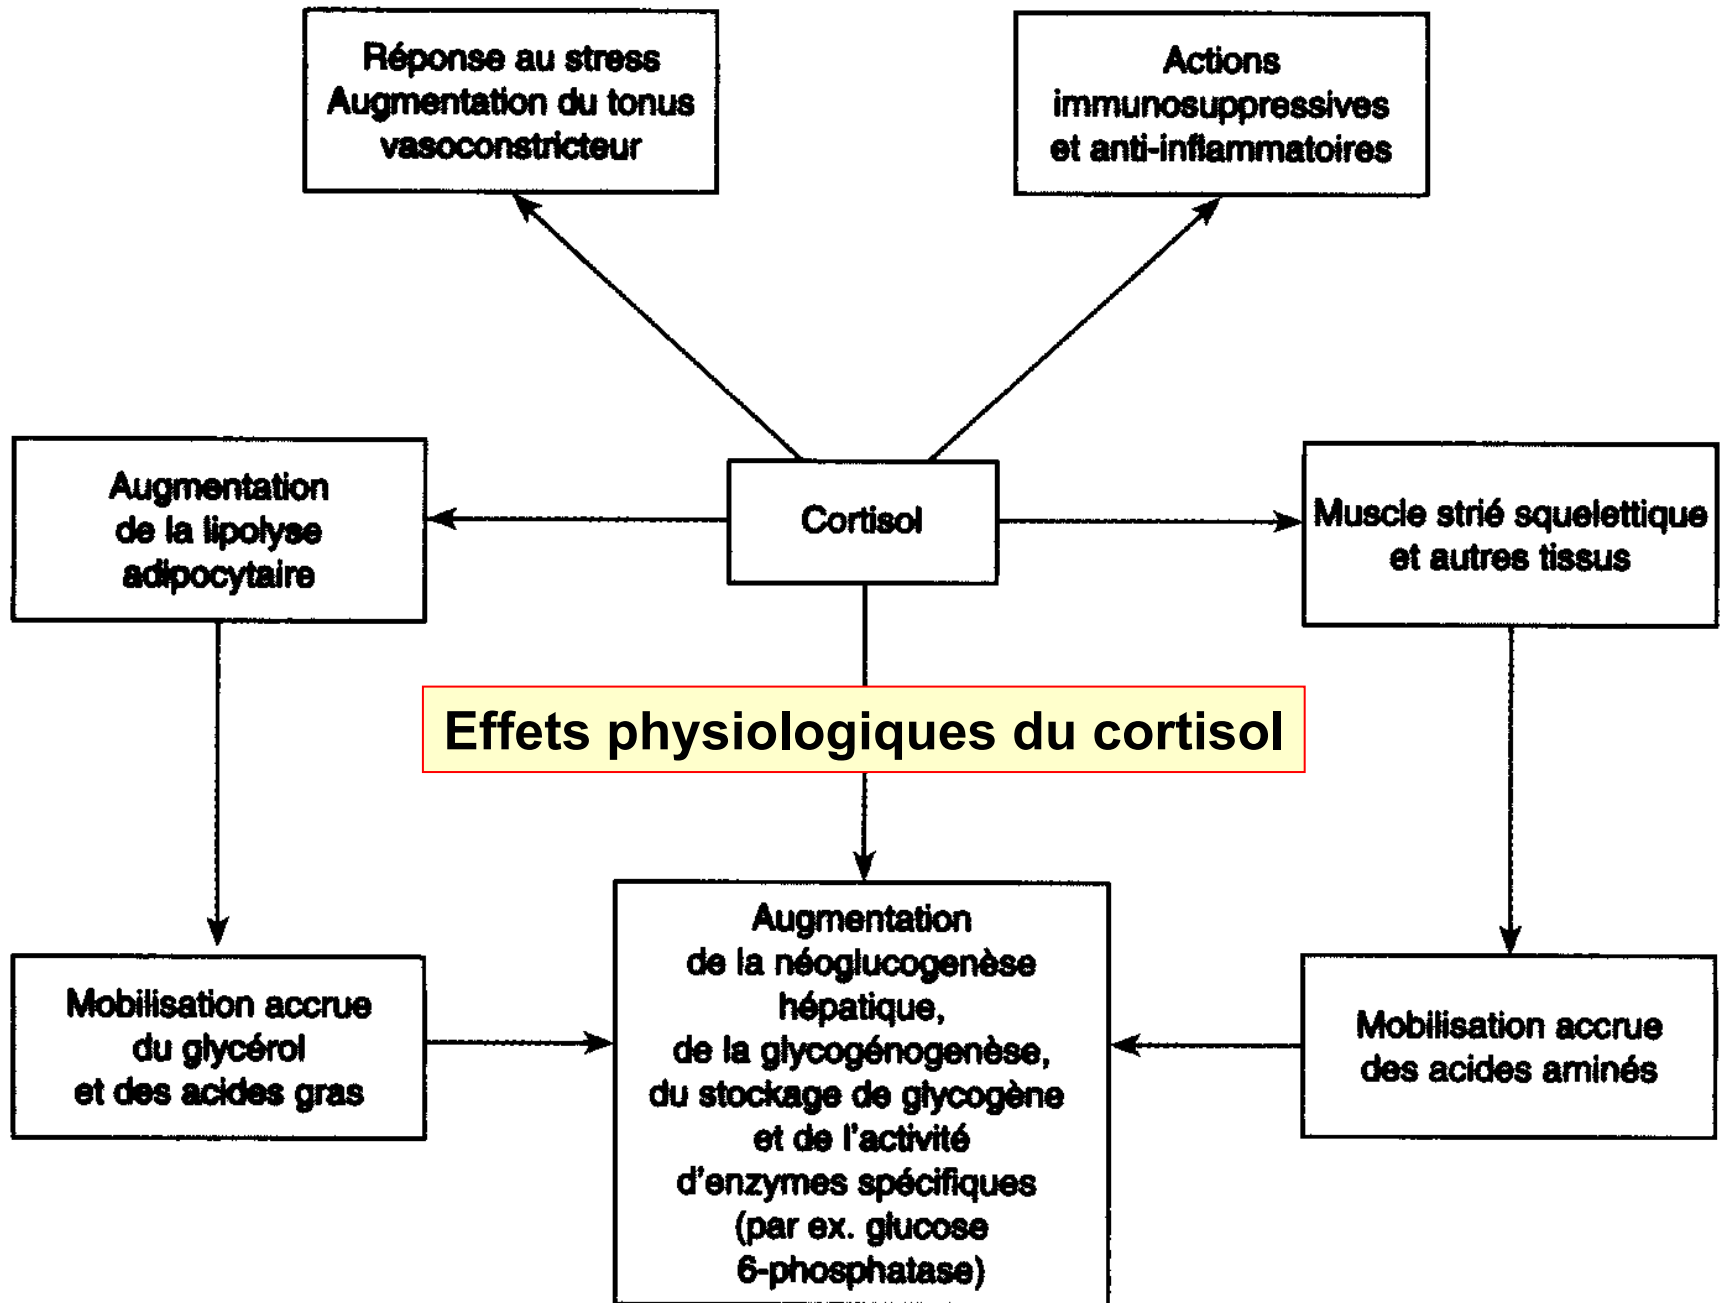 Réponse au stress
Augmentation du tonus
vasoconstricteur
Actions
immunosuppressives
et anti-inflammatoires
Augmentation
de la lipolyse
adipocytaire
Cortisol
Muscle strié squelettique
et autres tissus
Effets physiologiques du cortisol
Mobilisation accrue
du glycérol
et des acides gras
Augmentation
de la néoglucogenèse
hépatique,
de la glycogénogenèse,
du stockage de glycogène
et de l'activité
d'enzymes spécifiques
(par ex. glucose
6-phosphatase)
Mobilisation accrue
des acides aminés